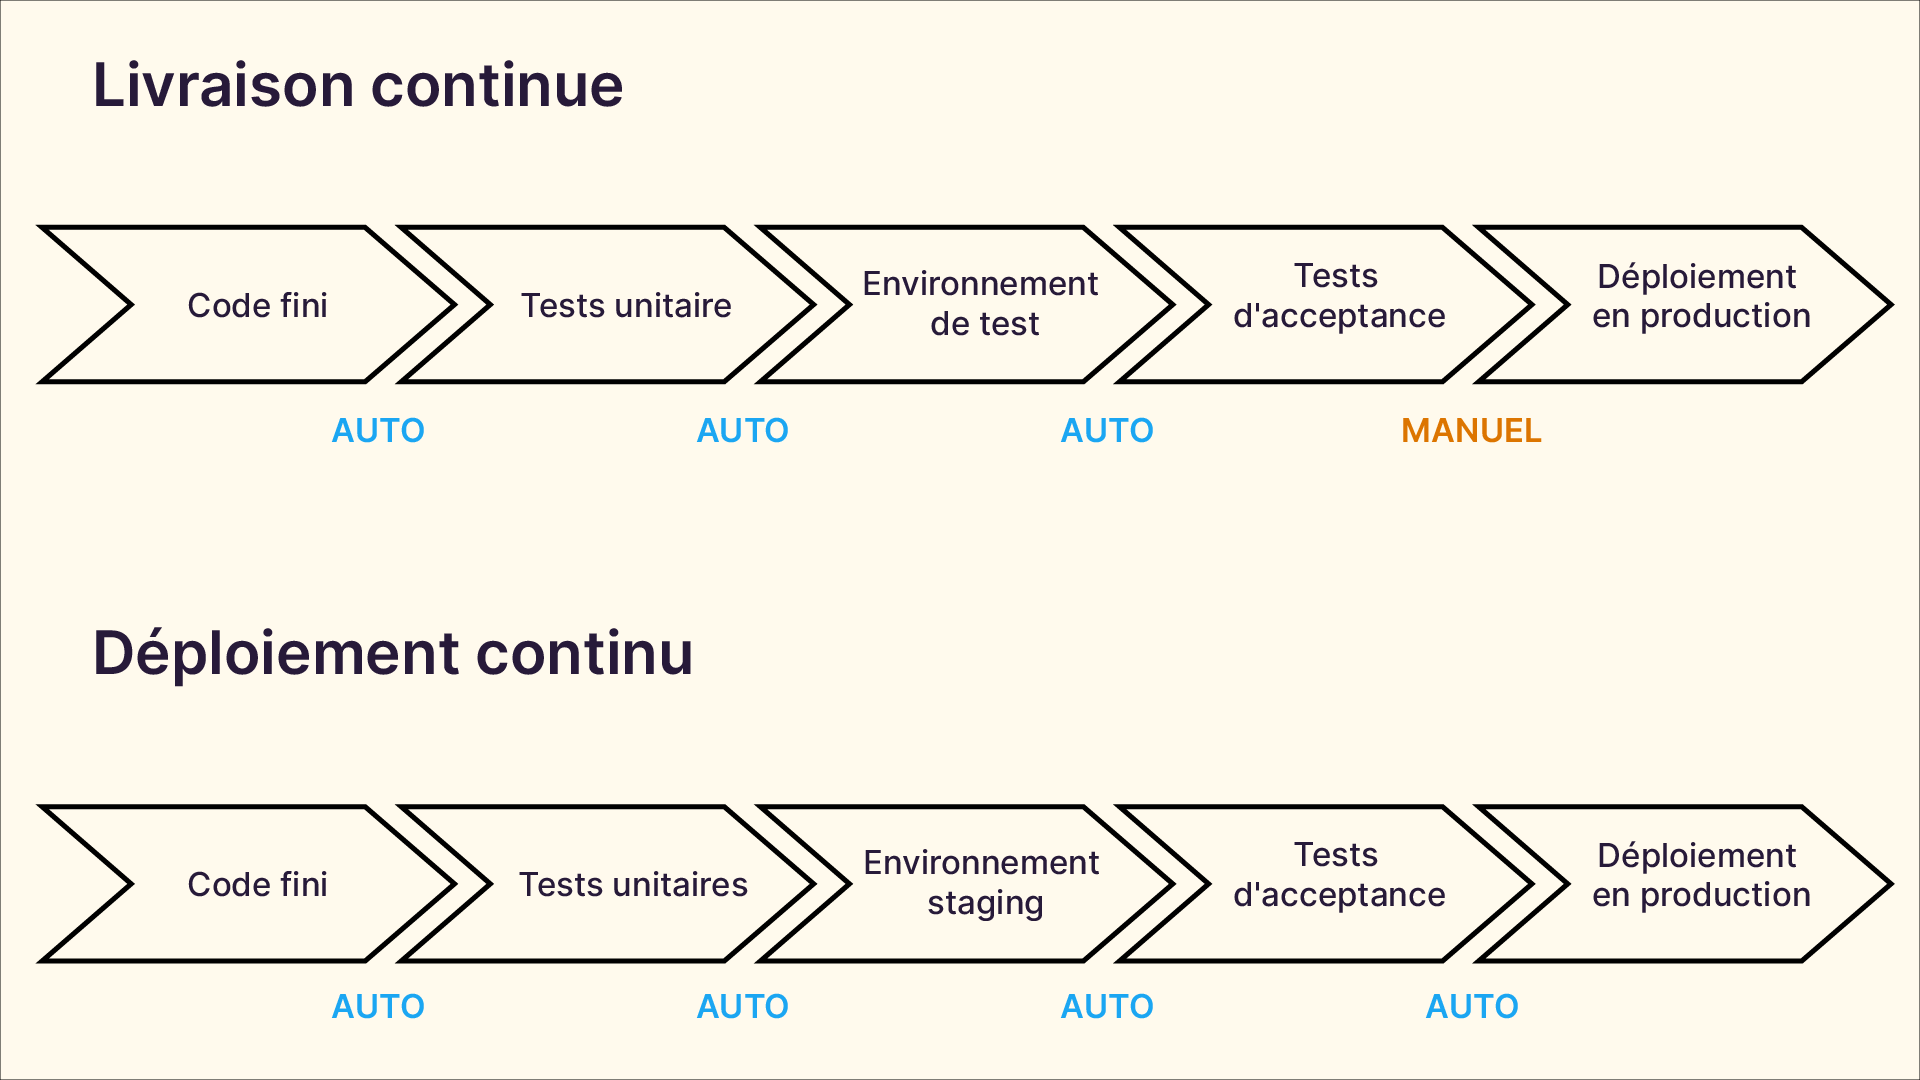 Livraison continue
Code fini
Tests unitaire
Environnement
de test
Tests
d'acceptance
Déploiement
en production
AUTO
AUTO
AUTO
MANUEL
Déploiement continu
Code fini
Tests unitaires
Environnement
staging
Tests
d'acceptance
Déploiement
en production
AUTO
AUTO
AUTO
AUTO